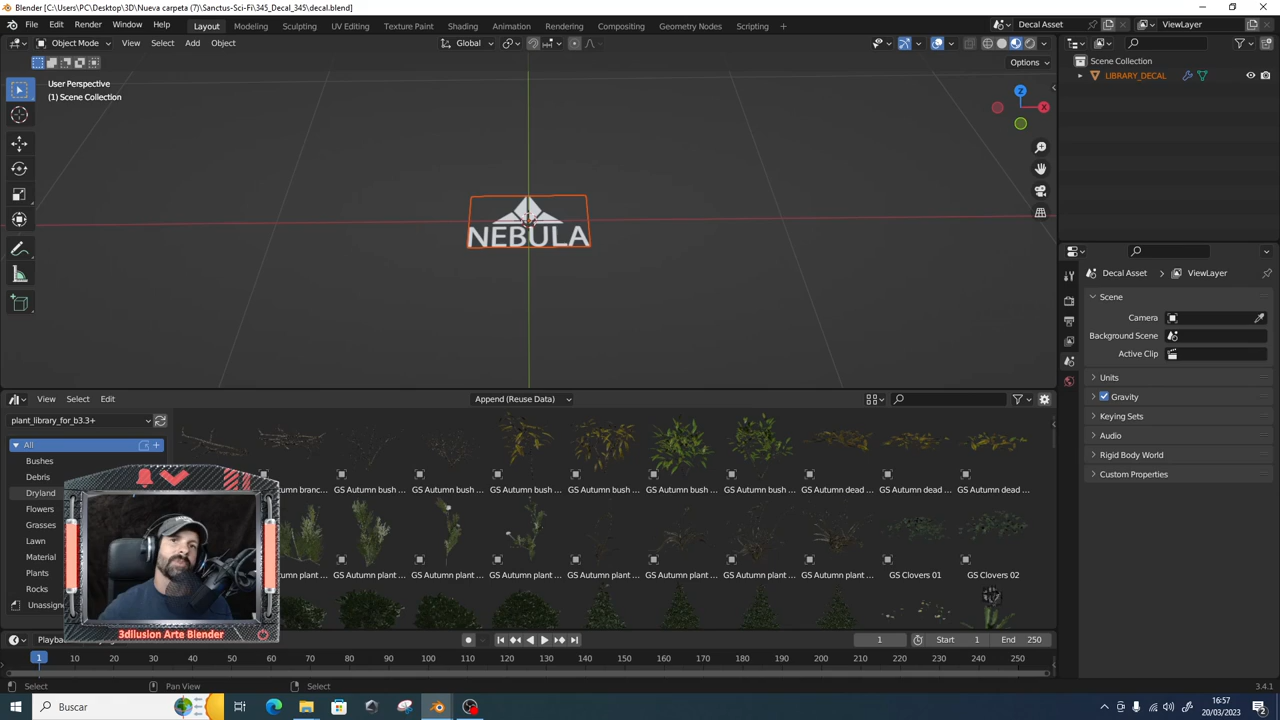 Blender [C:\Users\PC\Desktop\3D\Nueva carpeta (7)\Sanctus-Sci-Fi\345_Decal_345\decal.blend]
File Edit Render Window Help Layout Modeling Sculpting UV Editing Texture Paint Shading Animation Rendering Compositing Geometry Nodes Scripting Decal Asset ViewLayer
Object Mode View Select Add Object Global
Options
User Perspective
(1) Scene Collection
Z
X
NEBULA
Scene Collection
LIBRARY_DECAL
Decal Asset ViewLayer
Scene
Camera
Background Scene
Active Clip
Units
Gravity
Keying Sets
Audio
Rigid Body World
Custom Properties
View Select Edit Append (Reuse Data)
plant_library_for_b3.3+
All
Bushes
Debris
Dryland
Flowers
Grasses
Lawn
Material
Plants
Rocks
Unassigne
GS Autumn bush ... GS Autumn bush ... GS Autumn bush ... GS Autumn bush ... GS Autumn bush ... GS Autumn bush ... GS Autumn dead ... GS Autumn dead ... GS Autumn dead ...
GS Autumn plant ... GS Autumn plant ... GS Autumn plant ... GS Autumn plant ... GS Autumn plant ... GS Autumn plant ... GS Autumn plant ... GS Clovers 01 GS Clovers 02
3dIlusion Arte Blender
Playba 1 Start 1 End 250
1 10 20 30 40 50 60 70 80 90 100 110 120 130 140 150 160 170 180 190 200 210 220 230 240 250
Select Pan View Select 3.4.1
Buscar
16:57
20/03/2023
2